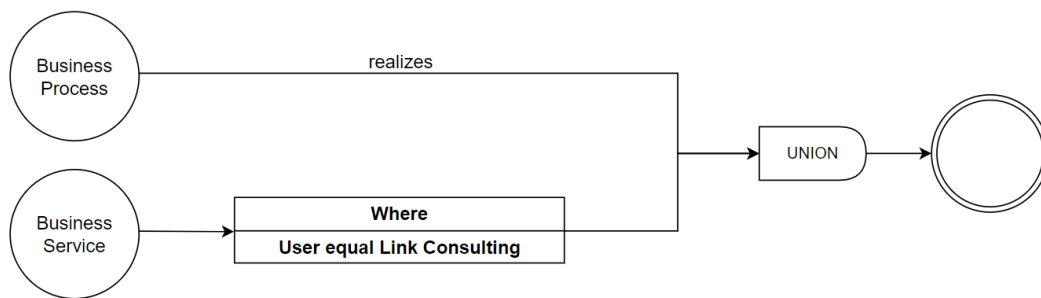 Business
Process
realizes
UNION
Business
Service
Where
User equal Link Consulting